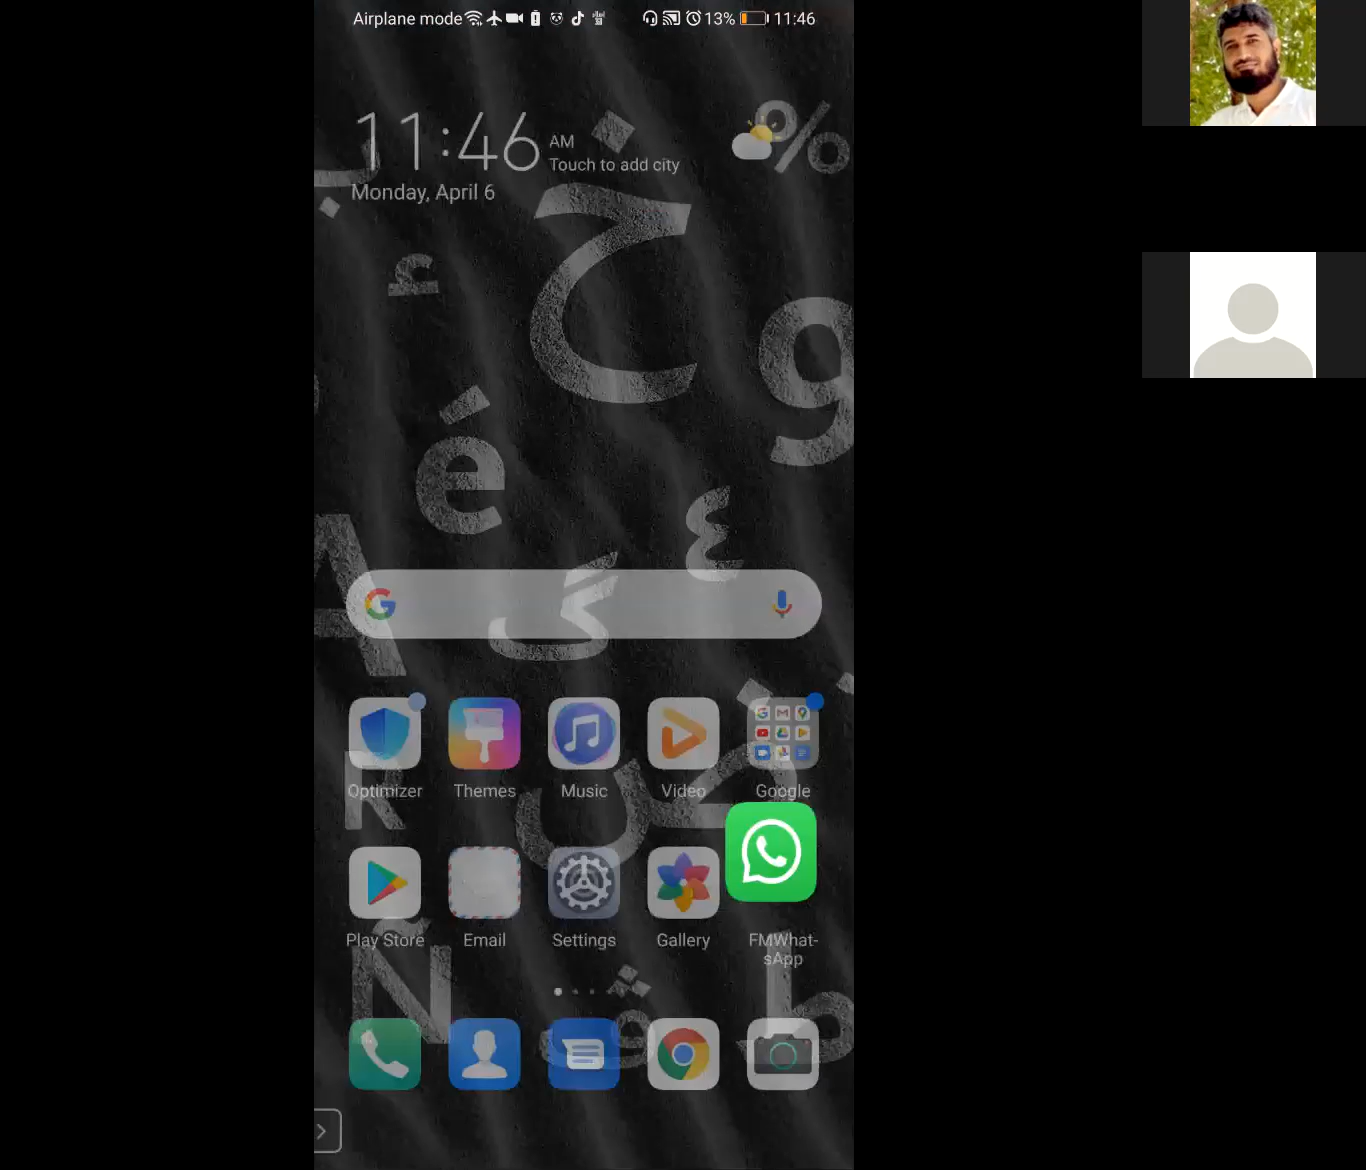 Airplane mode 13% 11:46
11:46 AM
Touch to add city
Monday, April 6
%
ح
و
é
A
گ
Optimizer Themes Music Video Google
R
Play Store Email Settings Gallery FMWhat-
sApp
Ñ
ط